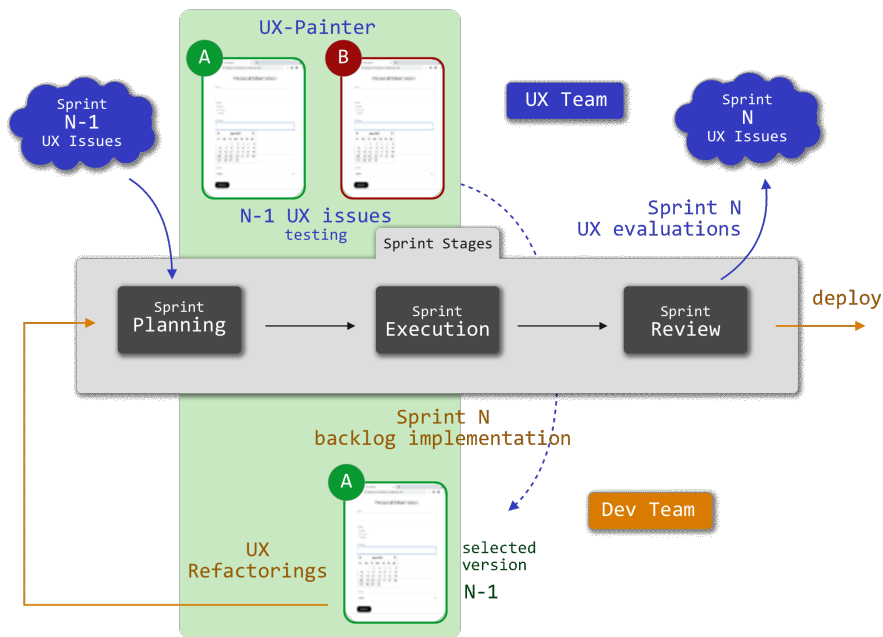 UX-Painter
A
B
Sprint
N-1
UX Issues
UX Team
Sprint
N
UX Issues
N-1 UX issues
testing
Sprint N
UX evaluations
Sprint Stages
Sprint
Planning
Sprint
Execution
Sprint
Review
deploy
Sprint N
backlog implementation
A
Dev Team
UX
Refactorings
selected
version
N-1